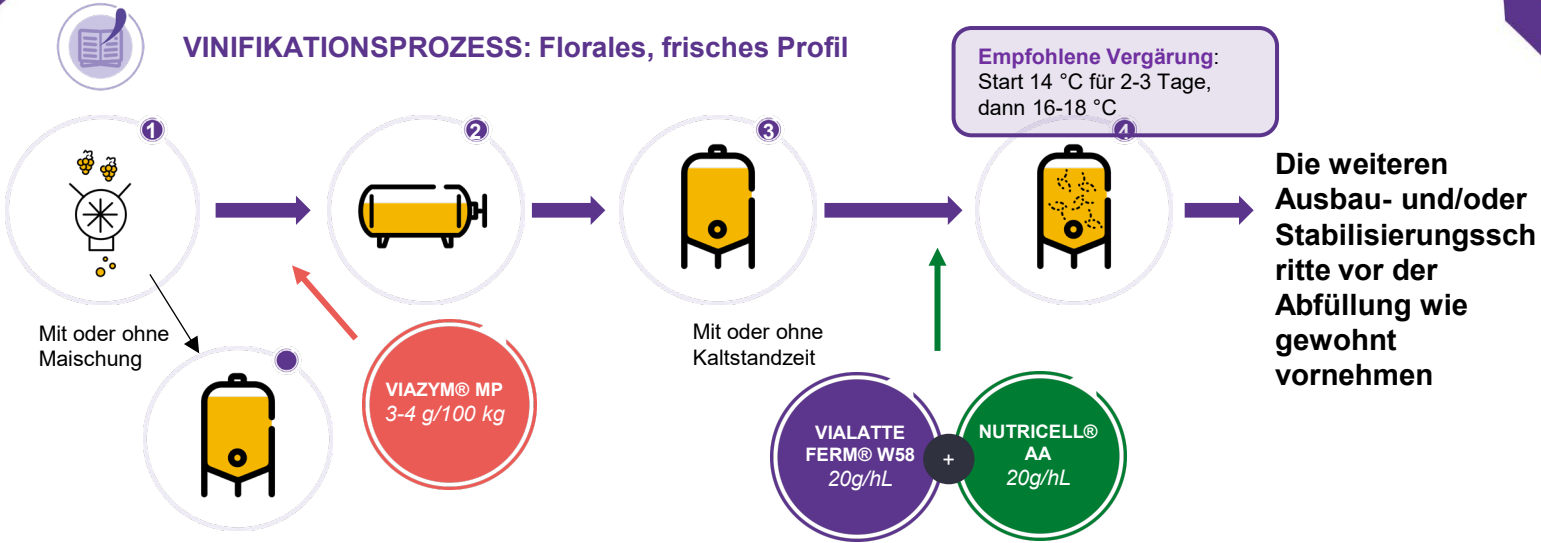 VINIFIKATIONSPROZESS: Florales, frisches Profil
Empfohlene Vergärung:
Start 14 °C für 2-3 Tage,
dann 16-18 °C
1
2
3
4
Mit oder ohne
Maischung
VIAZYM® MP
3-4 g/100 kg
Mit oder ohne
Kaltstandzeit
VIALATTE
FERM® W58
20g/hL
+
NUTRICELL®
AA
20g/hL
Die weiteren
Ausbau- und/oder
Stabilisierungssch
ritte vor der
Abfüllung wie
gewohnt
vornehmen